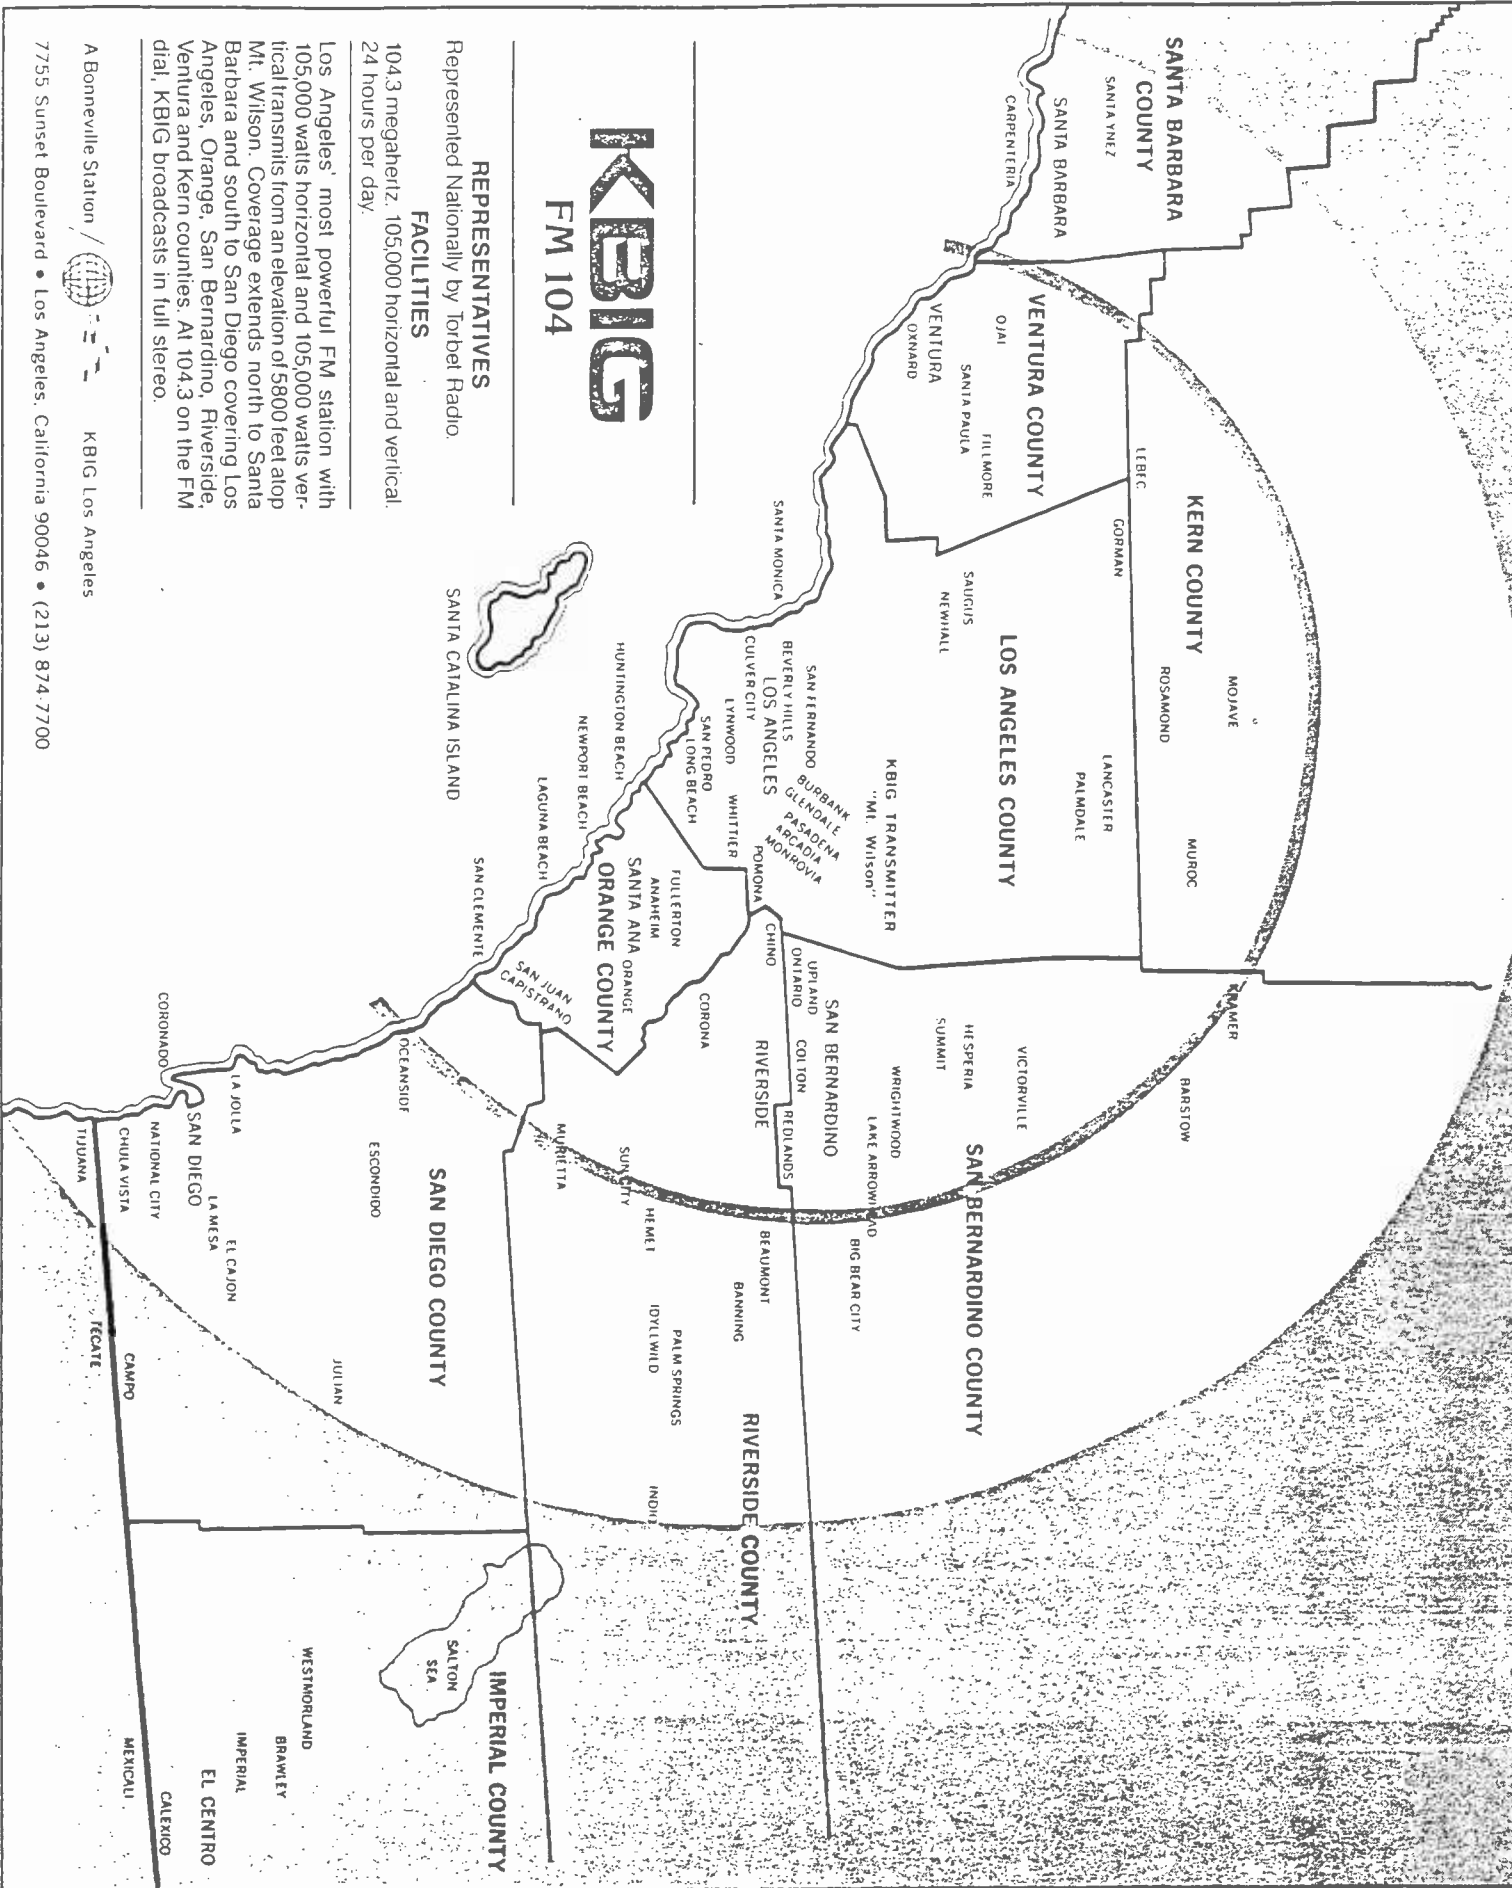 SANTA BARBARA
COUNTY
SANTA YNEZ
SANTA BARBARA
CARPENTERIA
KERN COUNTY
MOJAVE
ROSAMOND
MUROC
LEBEC
GORMAN
VENTURA COUNTY
OJAI
FILLMORE
SANTA PAULA
VENTURA
OXNARD
LOS ANGELES COUNTY
LANCASTER
PALMDALE
SAUGUS
NEWHALL
KBIG TRANSMITTER
"Mt. Wilson"
SAN FERNANDO
BURBANK
GLENDALE
PASADENA
ARCADIA
MONROVIA
BEVERLY HILLS
LOS ANGELES
SANTA MONICA
CULVER CITY
LYNWOOD
WHITTIER
POMONA
SAN PEDRO
LONG BEACH
KRAMER
BARSTOW
VICTORVILLE
HESPERIA
SUMMIT
SAN BERNARDINO COUNTY
WRIGHTWOOD
LAKE ARROWHEAD
BIG BEAR CITY
SAN BERNARDINO
UPLAND
ONTARIO
COLTON
REDLANDS
CHINO
RIVERSIDE
CORONA
BEAUMONT
BANNING
RIVERSIDE COUNTY
PALM SPRINGS
IDYLLWILD
HEMET
SUN CITY
INDIO
MURIETTA
FULLERTON
ANAHEIM
SANTA ANA
ORANGE
ORANGE COUNTY
HUNTINGTON BEACH
NEWPORT BEACH
LAGUNA BEACH
SAN JUAN
CAPISTRANO
SAN CLEMENTE
SANTA CATALINA ISLAND
OCEANSIDE
ESCONDIDO
SAN DIEGO COUNTY
JULIAN
LA JOLLA
EL CAJON
LA MESA
SAN DIEGO
CORONADO
NATIONAL CITY
CHULA VISTA
TIJUANA
TECATE
CAMPO
IMPERIAL COUNTY
SALTON
SEA
WESTMORLAND
BRAWLEY
IMPERIAL
EL CENTRO
CALEXICO
MEXICALI
KBIG
FM 104
REPRESENTATIVES
Represented Nationally by Torbet Radio.
FACILITIES
104.3 megahertz. 105,000 horizontal and vertical.
24 hours per day.
Los Angeles' most powerful FM station with
105,000 watts horizontal and 105,000 watts ver-
tical transmits from an elevation of 5800 feet atop
Mt. Wilson. Coverage extends north to Santa
Barbara and south to San Diego covering Los
Angeles, Orange, San Bernardino, Riverside,
Ventura and Kern counties. At 104.3 on the FM
dial, KBIG broadcasts in full stereo.
A Bonneville Station / KBIG Los Angeles
7755 Sunset Boulevard • Los Angeles, California 90046 • (213) 874-7700